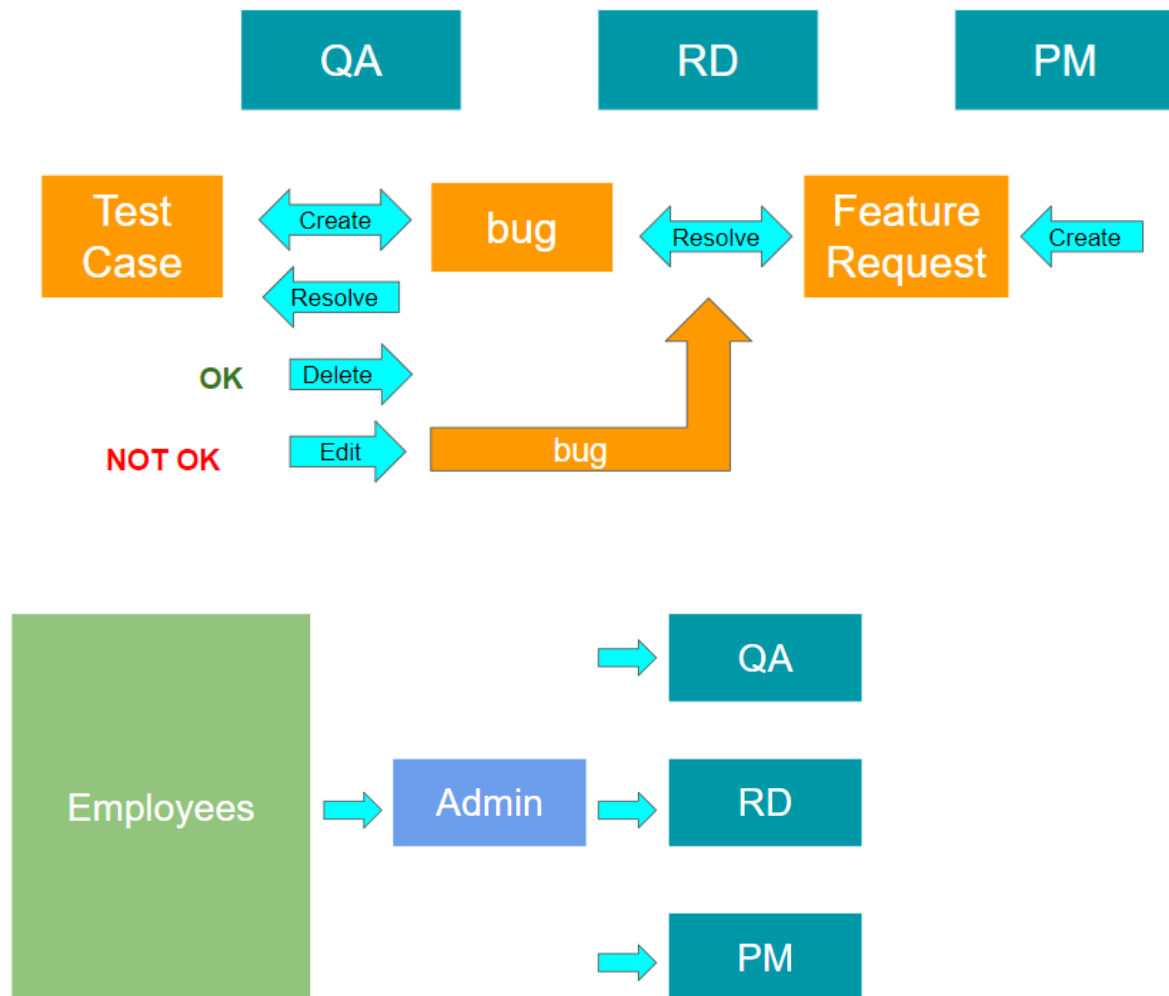 QA
RD
PM
Test
Case
Create
bug
Resolve
Feature
Request
Create
Resolve
OK
Delete
NOT OK
Edit
bug
QA
Employees
Admin
RD
PM